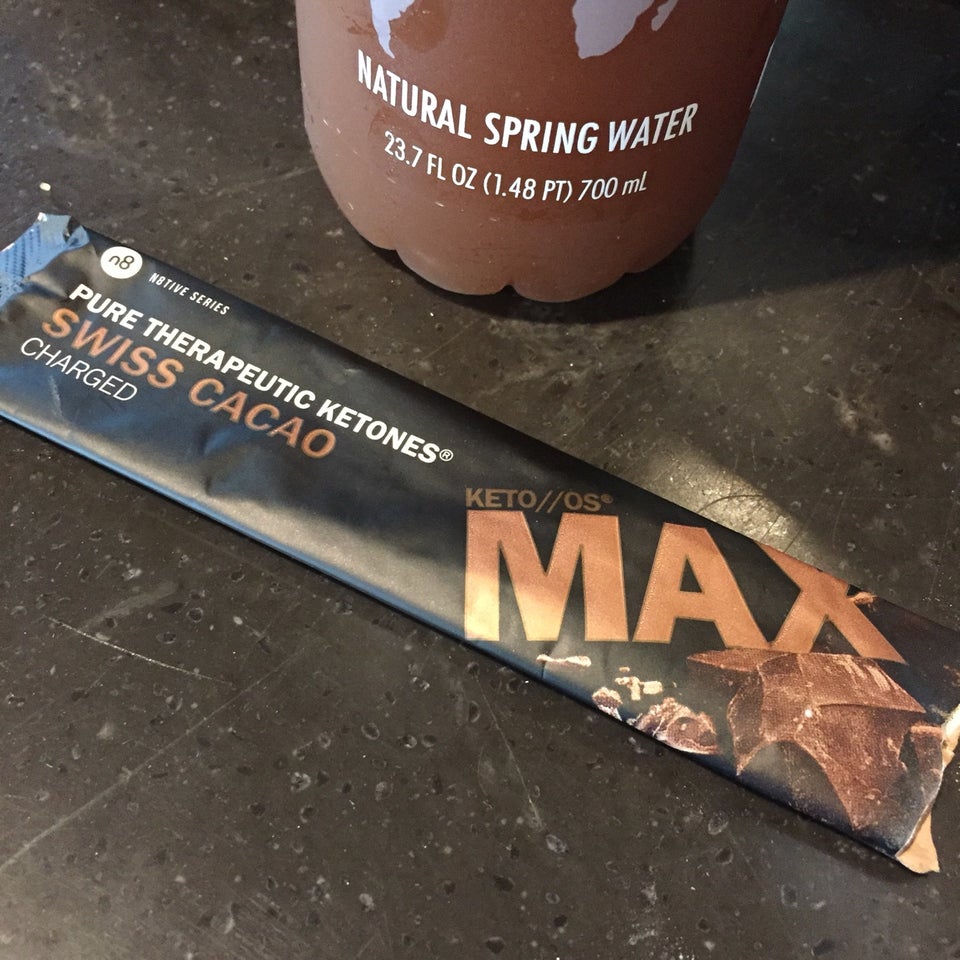 NATURAL SPRING WATER
23.7 FL OZ (1.48 PT) 700 mL
n8
N8TIVE SERIES
PURE THERAPEUTIC KETONES®
SWISS CACAO
CHARGED
KETO//OS®
MAX